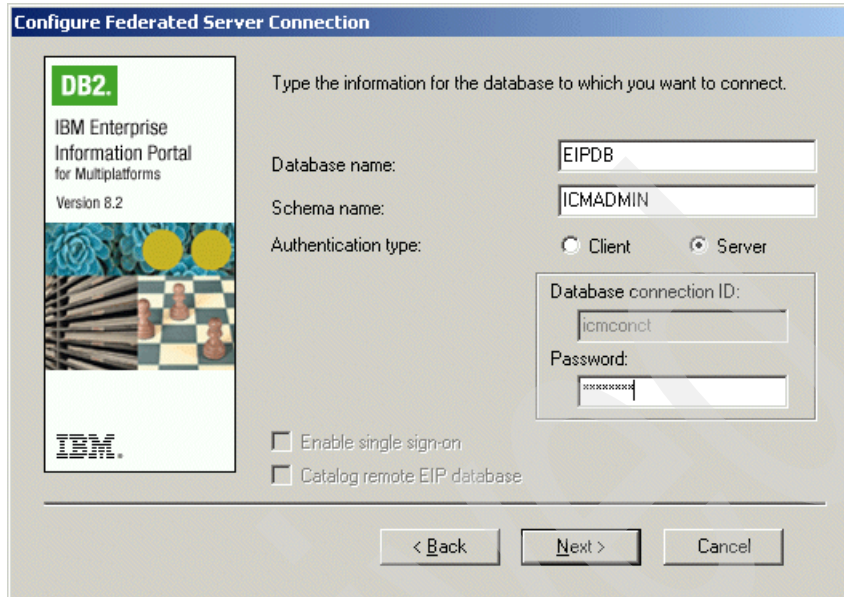 Configure Federated Server Connection
DB2.
IBM Enterprise
Information Portal
for Multiplatforms
Version 8.2
IBM.
Type the information for the database to which you want to connect.
Database name: EIPDB
Schema name: ICMADMIN
Authentication type: Client Server
Database connection ID:
icmconct
Password:
********
Enable single sign-on
Catalog remote EIP database
< Back Next > Cancel